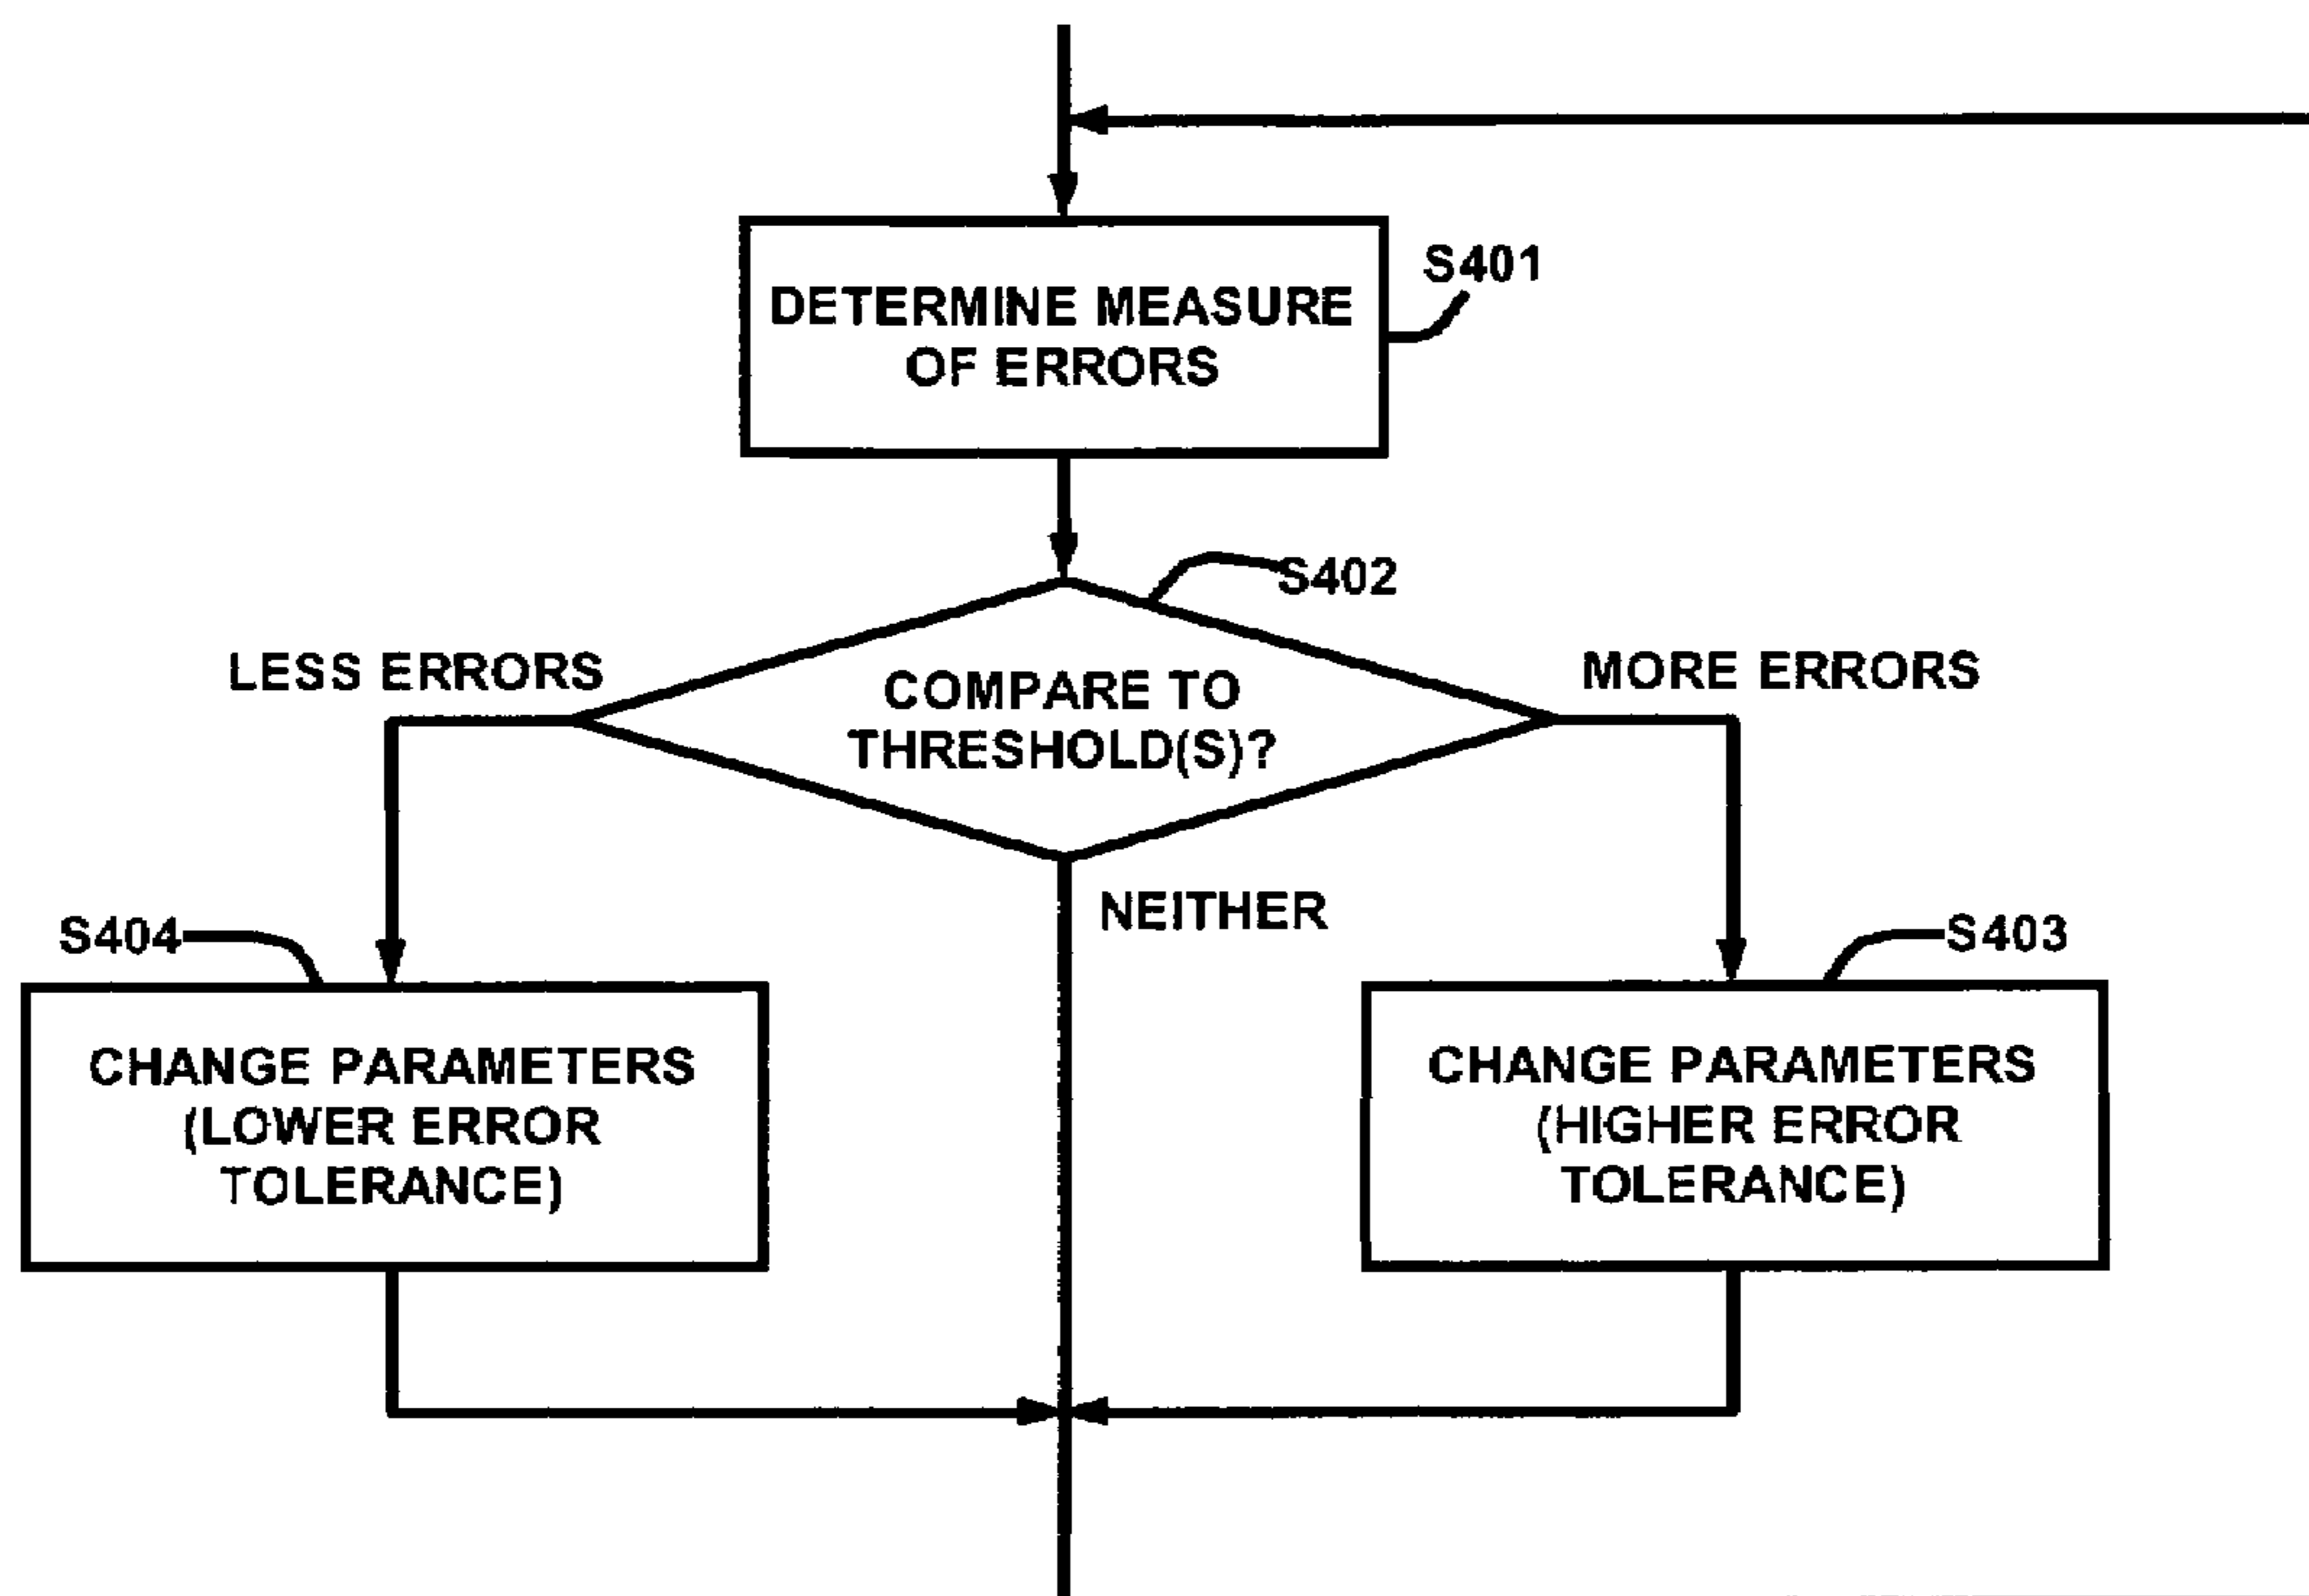 S401
DETERMINE MEASURE
OF ERRORS
S402
LESS ERRORS
MORE ERRORS
COMPARE TO
THRESHOLD(S)?
NEITHER
S404
S403
CHANGE PARAMETERS
(LOWER ERROR
TOLERANCE)
CHANGE PARAMETERS
(HIGHER ERROR
TOLERANCE)